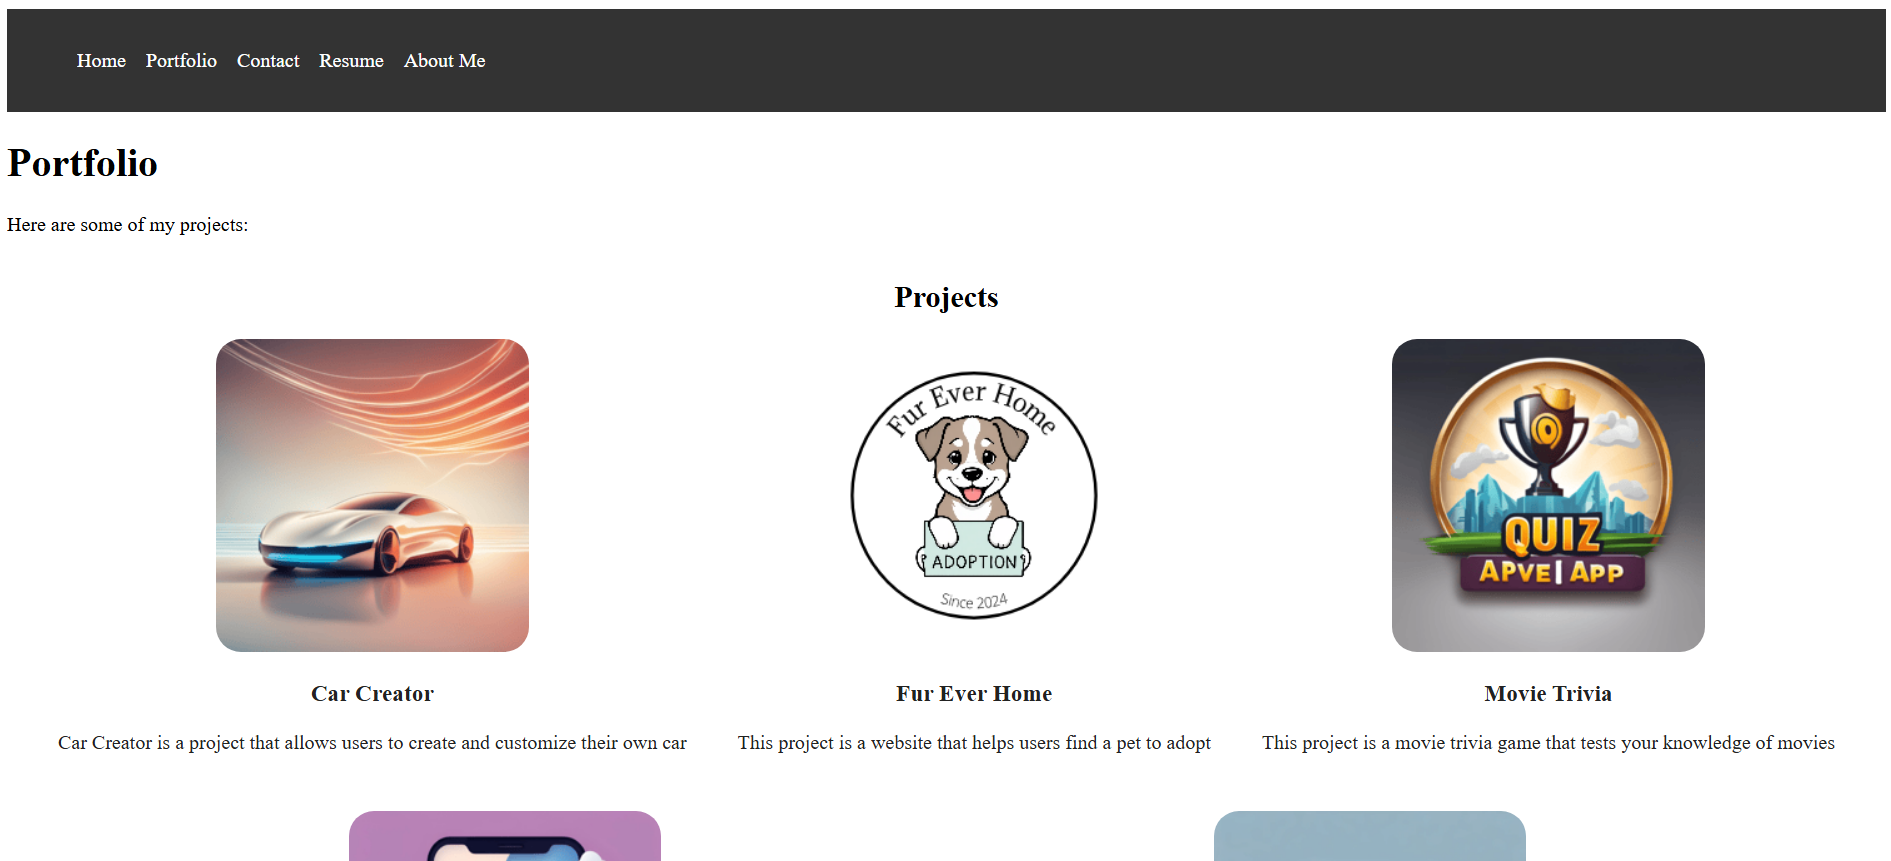 Home Portfolio Contact Resume About Me
Portfolio
Here are some of my projects:
Projects
Fur Ever Home
ADOPTION
Since 2024
QUIZ
APVE| APP
Car Creator
Fur Ever Home
Movie Trivia
Car Creator is a project that allows users to create and customize their own car
This project is a website that helps users find a pet to adopt
This project is a movie trivia game that tests your knowledge of movies